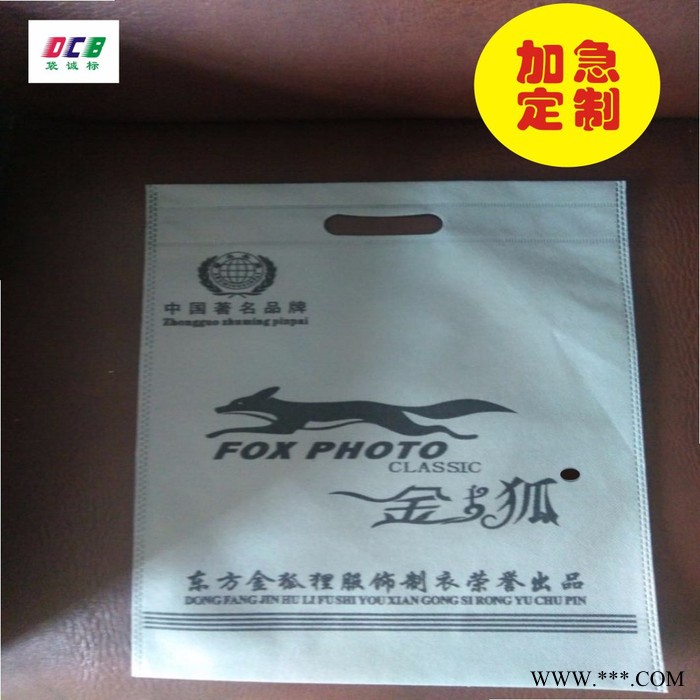 DCB
袋诚标
加急
定制
中国著名品牌
Zhongguo zhuming pinpai
FOX PHOTO
CLASSIC
金狐
东方金狐狸服饰制衣荣誉出品
DONG FANG JIN HU LI FU SHI YOU XIAN GONG SI RONG YU CHU PIN
WWW.***.COM